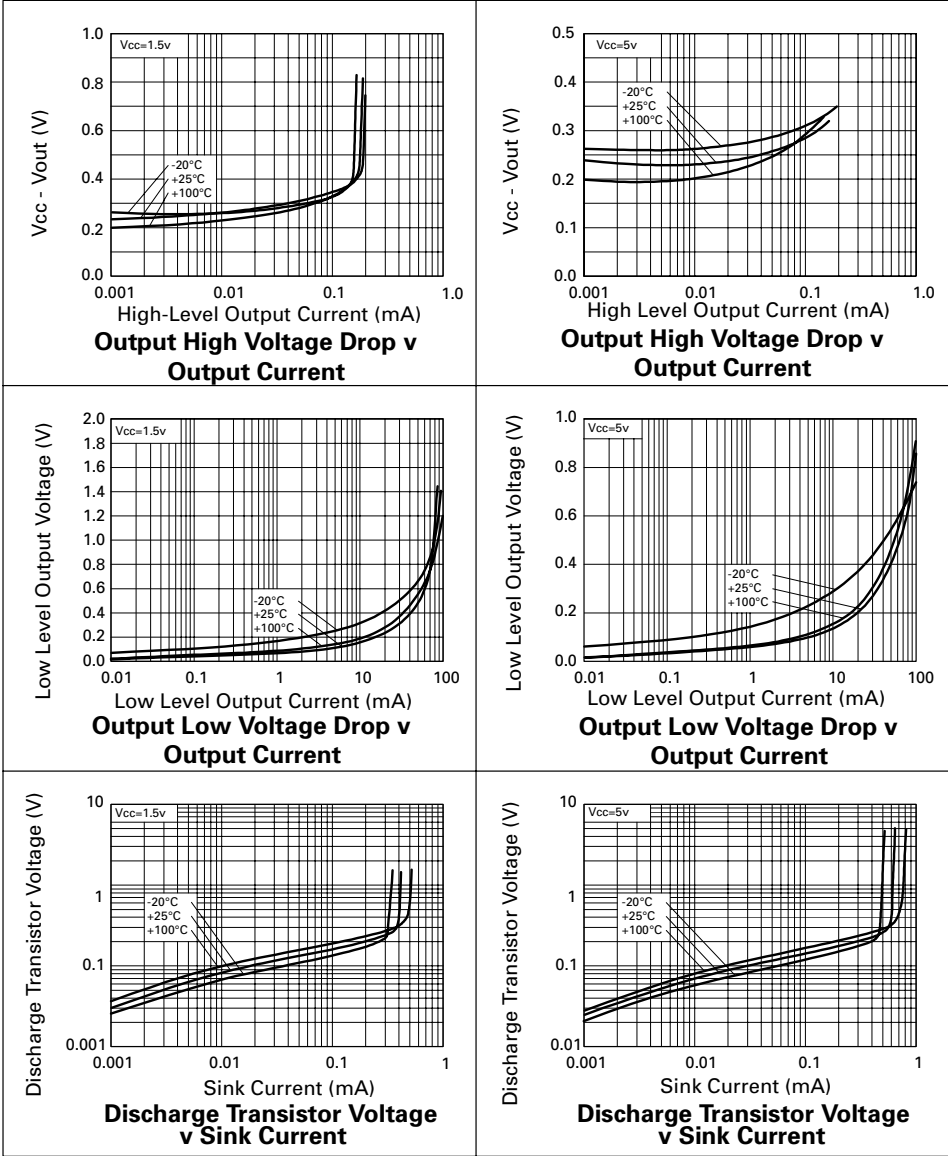 Vcc - Vout (V)
1.0
0.8
0.6
0.4
0.2
0.0
Vcc=1.5v
-20°C
+25°C
+100°C
0.001
0.01
0.1
1.0
High-Level Output Current (mA)
Output High Voltage Drop v
Output Current
Vcc - Vout (V)
0.5
0.4
0.3
0.2
0.1
0.0
Vcc=5v
-20°C
+25°C
+100°C
0.001
0.01
0.1
1.0
High Level Output Current (mA)
Output High Voltage Drop v
Output Current
Low Level Output Voltage (V)
2.0
1.8
1.6
1.4
1.2
1.0
0.8
0.6
0.4
0.2
0.0
Vcc=1.5v
-20°C
+25°C
+100°C
0.01
0.1
1
10
100
Low Level Output Current (mA)
Output Low Voltage Drop v
Output Current
Low Level Output Voltage (V)
1.0
0.8
0.6
0.4
0.2
0.0
Vcc=5v
-20°C
+25°C
+100°C
0.01
0.1
1
10
100
Low Level Output Current (mA)
Output Low Voltage Drop v
Output Current
Discharge Transistor Voltage (V)
10
1
0.1
0.001
Vcc=1.5v
-20°C
+25°C
+100°C
0.001
0.01
0.1
1
Sink Current (mA)
Discharge Transistor Voltage
v Sink Current
Discharge Transistor Voltage (V)
10
1
0.1
0.01
Vcc=5v
-20°C
+25°C
+100°C
0.001
0.01
0.1
1
Sink Current (mA)
Discharge Transistor Voltage
v Sink Current